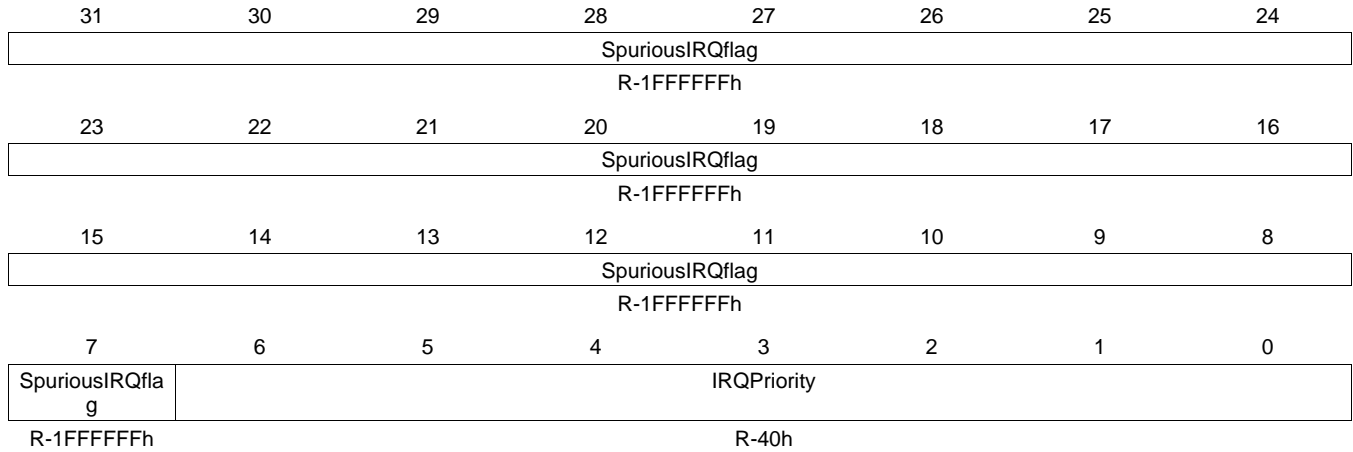 31 30 29 28 27 26 25 24
SpuriousIRQflag
R-1FFFFFFh
23 22 21 20 19 18 17 16
SpuriousIRQflag
R-1FFFFFFh
15 14 13 12 11 10 9 8
SpuriousIRQflag
R-1FFFFFFh
7 6 5 4 3 2 1 0
SpuriousIRQfla IRQPriority
g
R-1FFFFFFh R-40h